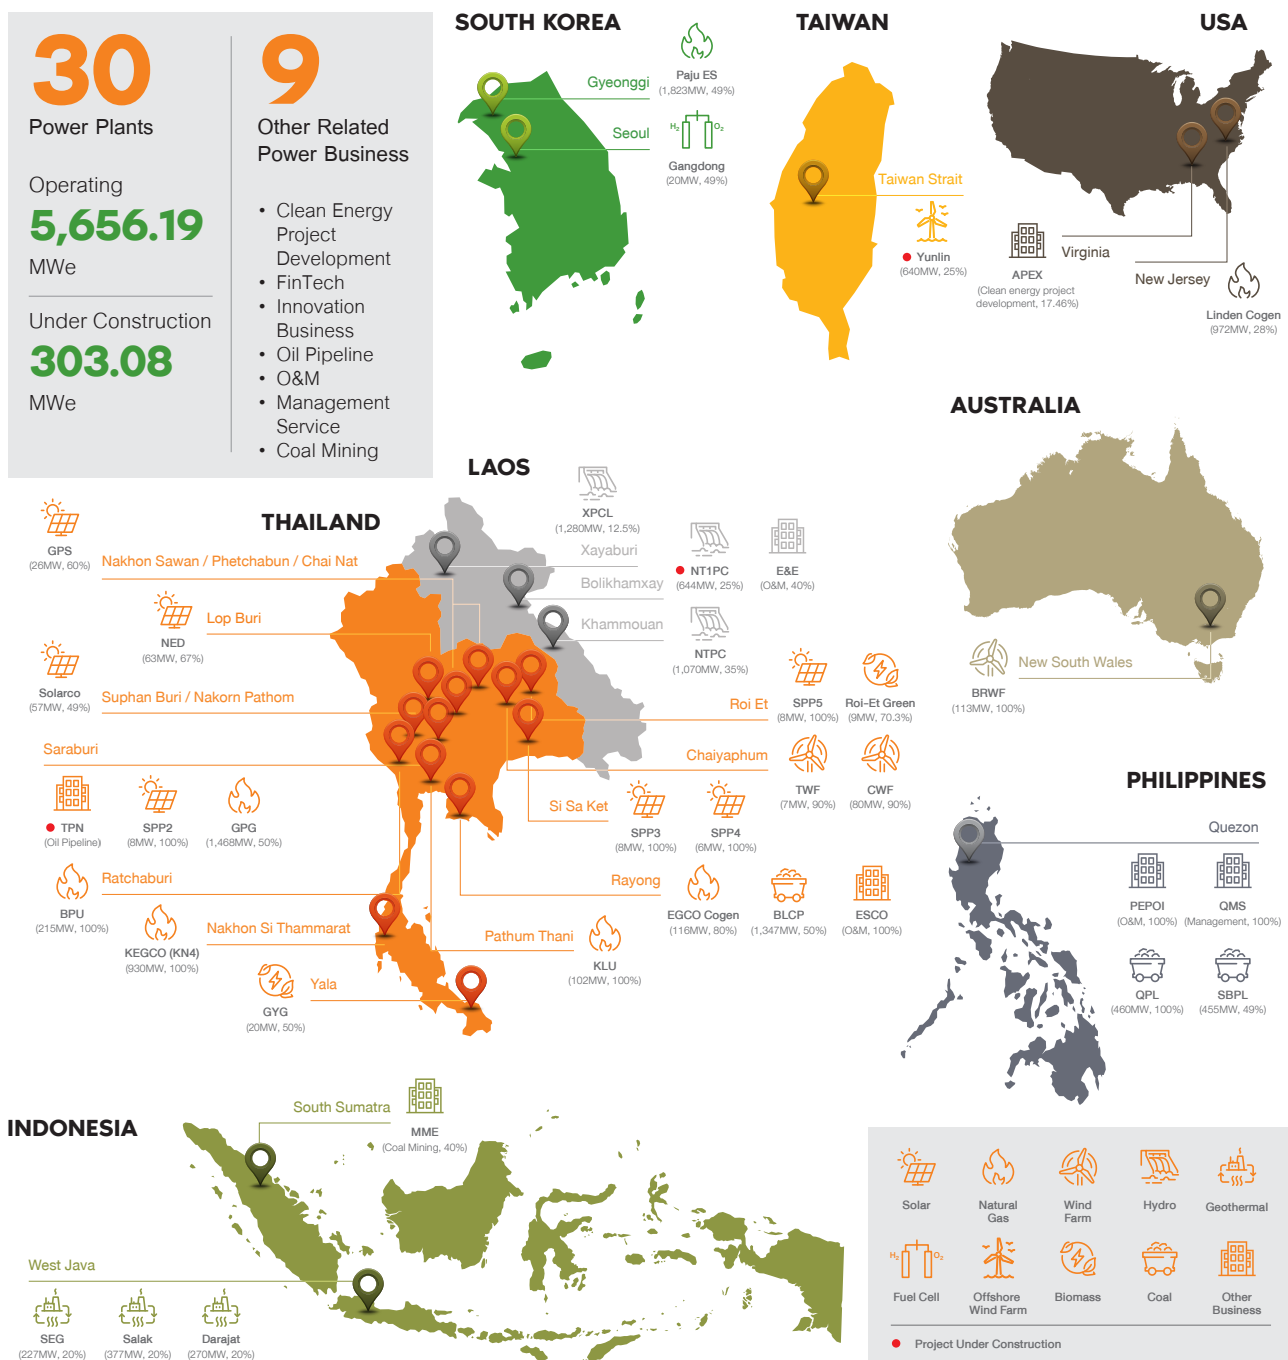 30
Power Plants
Operating
5,656.19
MWe
Under Construction
303.08
MWe
9
Other Related
Power Business
• Clean Energy
Project
Development
• FinTech
• Innovation
Business
• Oil Pipeline
• O&M
• Management
Service
• Coal Mining
SOUTH KOREA
Gyeonggi
Paju ES
(1,823MW, 49%)
Seoul
H₂ O₂
Gangdong
(20MW, 49%)
TAIWAN
Taiwan Strait
Yunlin
(640MW, 25%)
USA
Virginia
APEX
(Clean energy project
development, 17.46%)
New Jersey
Linden Cogen
(972MW, 28%)
AUSTRALIA
New South Wales
BRWF
(113MW, 100%)
LAOS
XPCL
(1,280MW, 12.5%)
Xayaburi
Bolikhamxay
NT1PC
(644MW, 25%)
E&E
(O&M, 40%)
Khammouan
NTPC
(1,070MW, 35%)
THAILAND
GPS
(26MW, 60%)
Nakhon Sawan / Phetchabun / Chai Nat
NED
(63MW, 67%)
Lop Buri
Solarco
(57MW, 49%)
Suphan Buri / Nakorn Pathom
Saraburi
TPN
(Oil Pipeline)
SPP2
(8MW, 100%)
GPG
(1,468MW, 50%)
Ratchaburi
BPU
(215MW, 100%)
KEGCO (KN4)
(930MW, 100%)
Nakhon Si Thammarat
GYG
(20MW, 50%)
Yala
Roi Et
SPP5
(8MW, 100%)
Roi-Et Green
(9MW, 70.3%)
Chaiyaphum
TWF
(7MW, 90%)
CWF
(80MW, 90%)
Si Sa Ket
SPP3
(8MW, 100%)
SPP4
(6MW, 100%)
Rayong
EGCO Cogen
(116MW, 80%)
BLCP
(1,347MW, 50%)
ESCO
(O&M, 100%)
Pathum Thani
KLU
(102MW, 100%)
PHILIPPINES
Quezon
PEPOI
(O&M, 100%)
QMS
(Management, 100%)
QPL
(460MW, 100%)
SBPL
(455MW, 49%)
INDONESIA
South Sumatra
MME
(Coal Mining, 40%)
West Java
SEG
(227MW, 20%)
Salak
(377MW, 20%)
Darajat
(270MW, 20%)
Solar
Natural
Gas
Wind
Farm
Hydro
Geothermal
H₂ O₂
Fuel Cell
Offshore
Wind Farm
Biomass
Coal
Other
Business
Project Under Construction